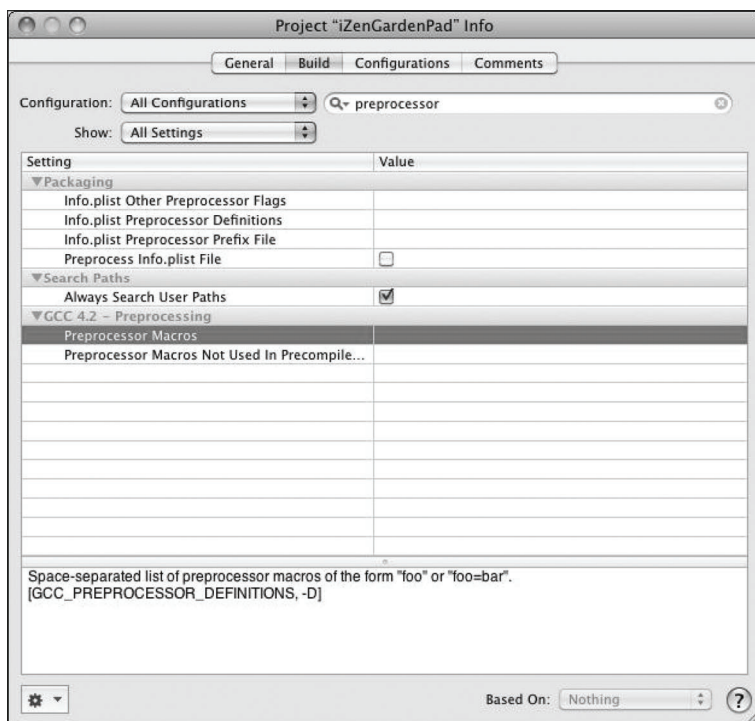 Project “iZenGardenPad” Info
General Build Configurations Comments
Configuration: All Configurations preprocessor
Show: All Settings
Setting Value
Packaging
Info.plist Other Preprocessor Flags
Info.plist Preprocessor Definitions
Info.plist Preprocessor Prefix File
Preprocess Info.plist File
Search Paths
Always Search User Paths
GCC 4.2 – Preprocessing
Preprocessor Macros
Preprocessor Macros Not Used In Precompile...
Space-separated list of preprocessor macros of the form "foo" or "foo=bar".
[GCC_PREPROCESSOR_DEFINITIONS, -D]
Based On: Nothing ?